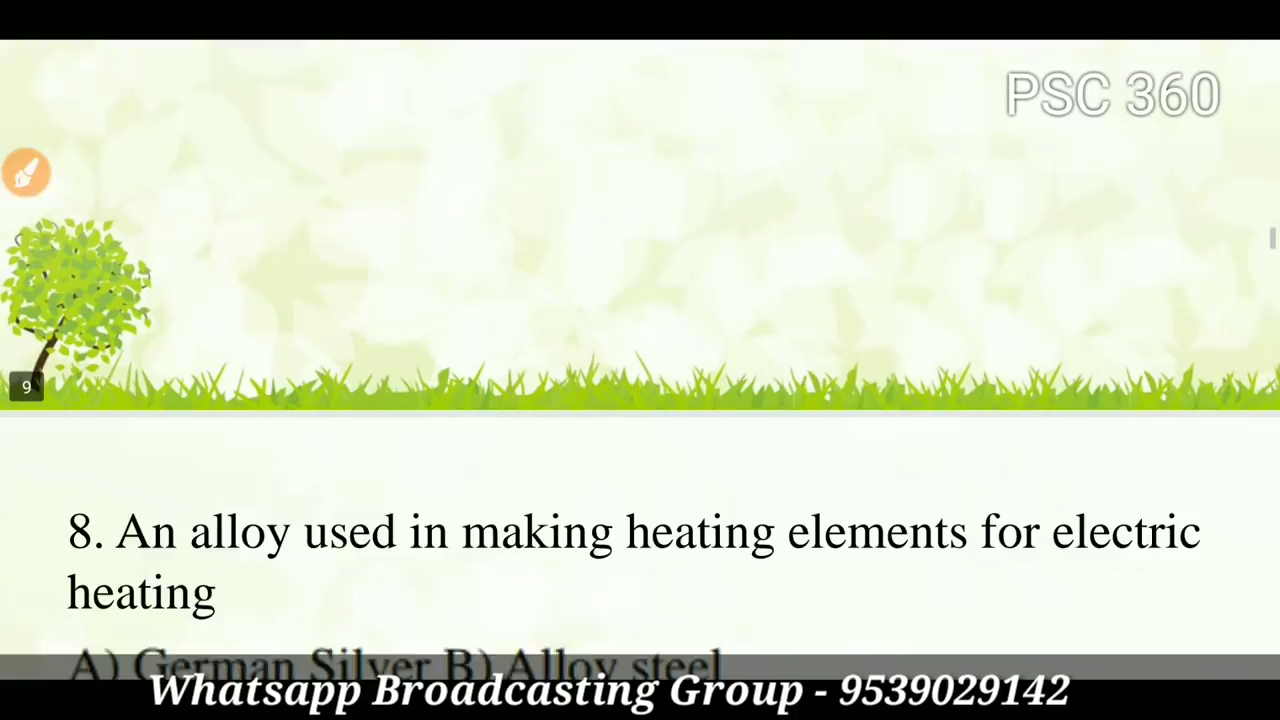 PSC 360
9
8. An alloy used in making heating elements for electric
heating
A) German Silver B) Alloy steel
Whatsapp Broadcasting Group - 9539029142